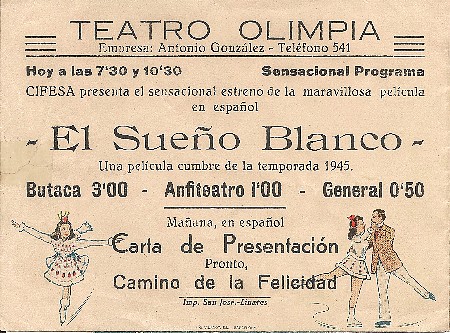 TEATRO OLIMPIA
Empresa: Antonio González - Teléfono 541
Hoy a las 7'30 y 10'30 Sensacional Programa
CIFESA presenta el sensacional estreno de la maravillosa película
en español
- El Sueño Blanco -
Una película cumbre de la temporada 1945.
Butaca 3'00 - Anfiteatro 1'00 - General 0'50
Mañana, en español
Carta de Presentación
Pronto,
Camino de la Felicidad
Imp. San José.-Linares